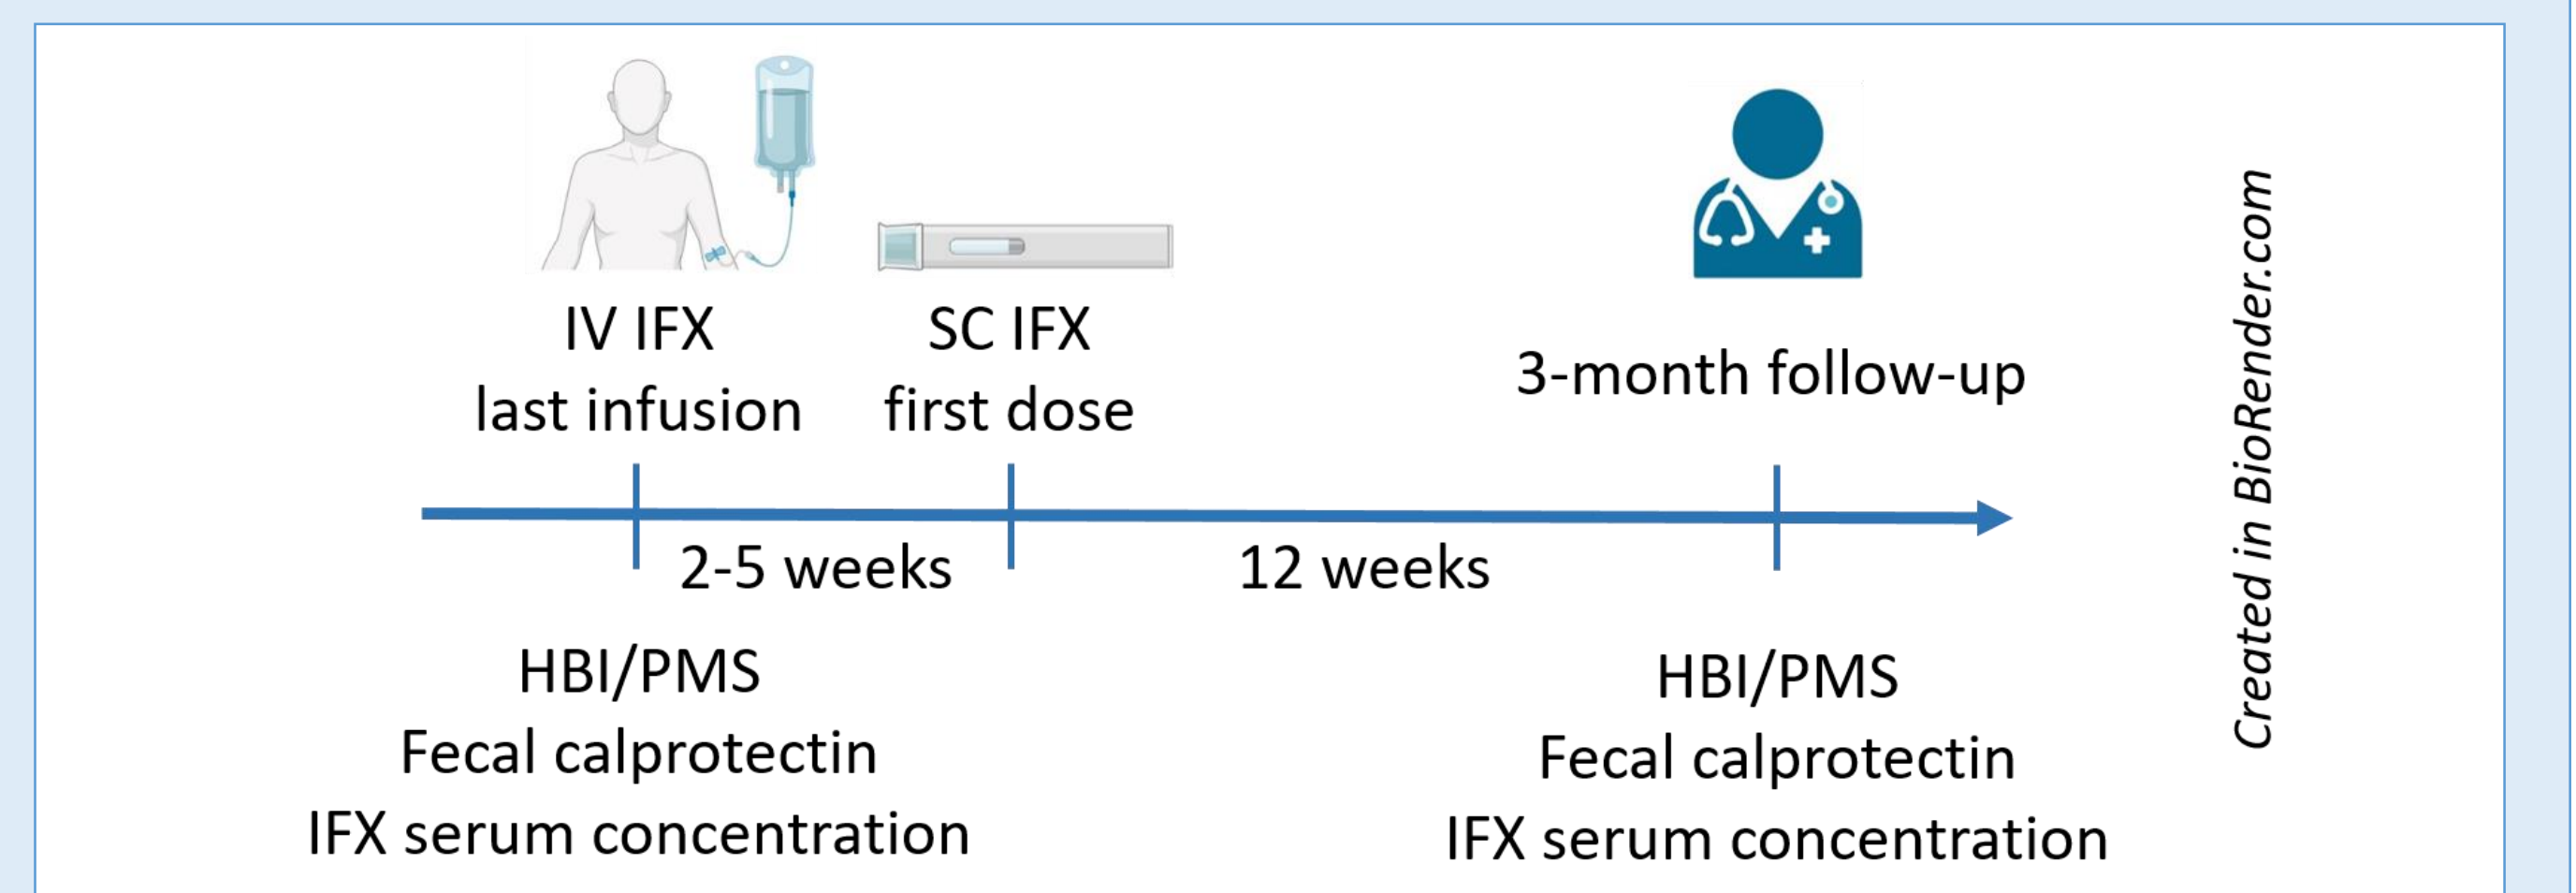 IV IFX
last infusion
SC IFX
first dose
3-month follow-up
2-5 weeks
12 weeks
HBI/PMS
Fecal calprotectin
IFX serum concentration
HBI/PMS
Fecal calprotectin
IFX serum concentration
Created in BioRender.com